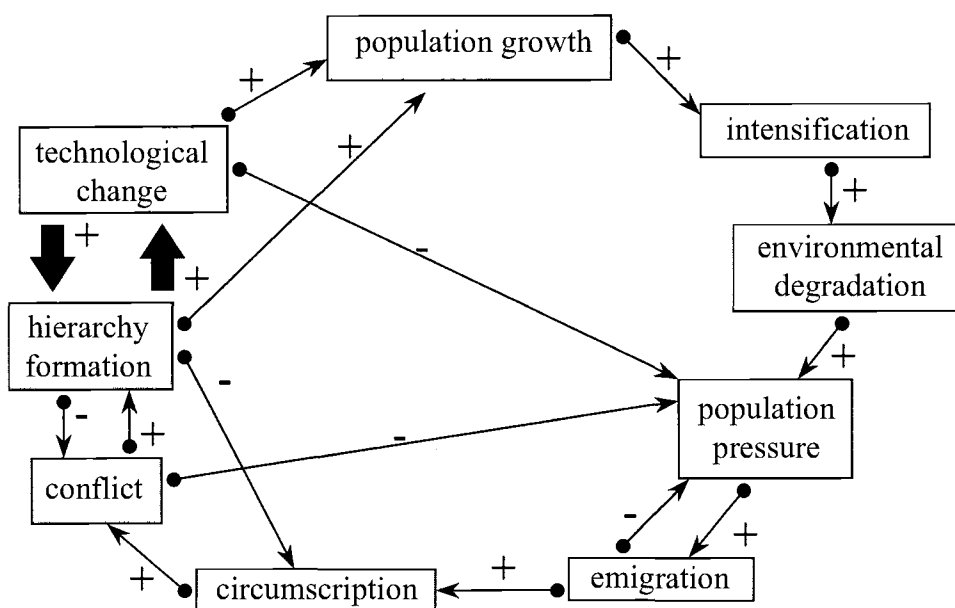 population growth
+
+
+
intensification
technological
change
+
-
environmental
degradation
+
+
hierarchy
formation
+
-
population
pressure
-
+
-
conflict
-
+
+
+
circumscription
emigration